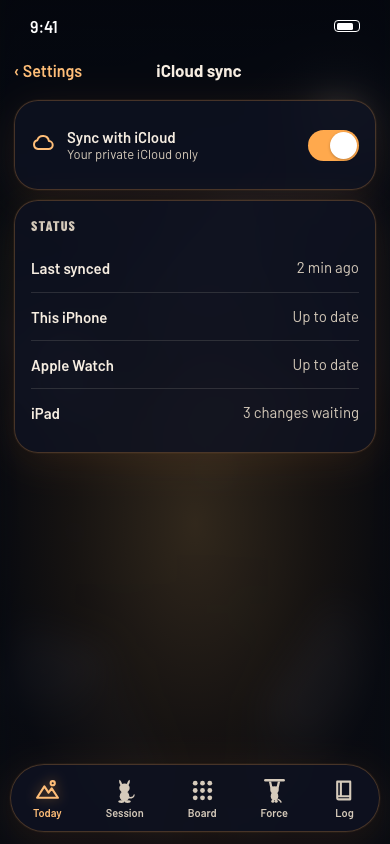 9:41
‹ Settings
iCloud sync
Sync with iCloud
Your private iCloud only
STATUS
Last synced 2 min ago
This iPhone Up to date
Apple Watch Up to date
iPad 3 changes waiting
Today Session Board Force Log